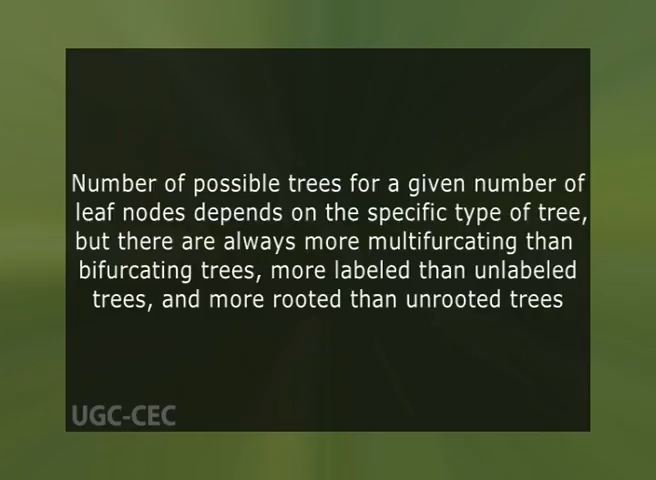 Number of possible trees for a given number of
leaf nodes depends on the specific type of tree,
but there are always more multifurcating than
bifurcating trees, more labeled than unlabeled
trees, and more rooted than unrooted trees
UGC-CEC